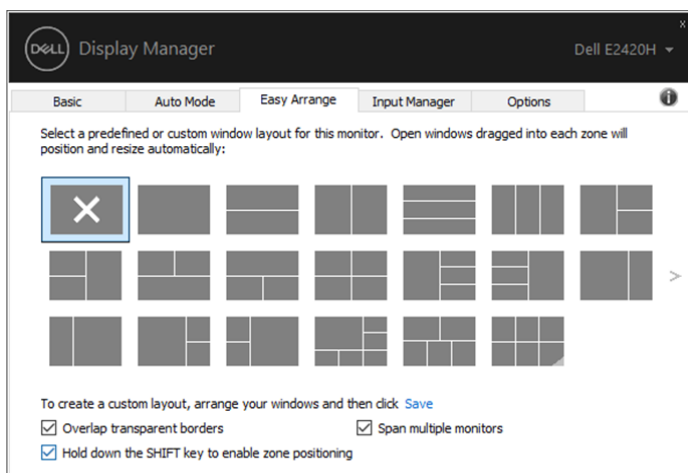 x
DELL Display Manager
Dell E2420H
Basic Auto Mode Easy Arrange Input Manager Options
Select a predefined or custom window layout for this monitor. Open windows dragged into each zone will
position and resize automatically:
To create a custom layout, arrange your windows and then click Save
Overlap transparent borders
Span multiple monitors
Hold down the SHIFT key to enable zone positioning